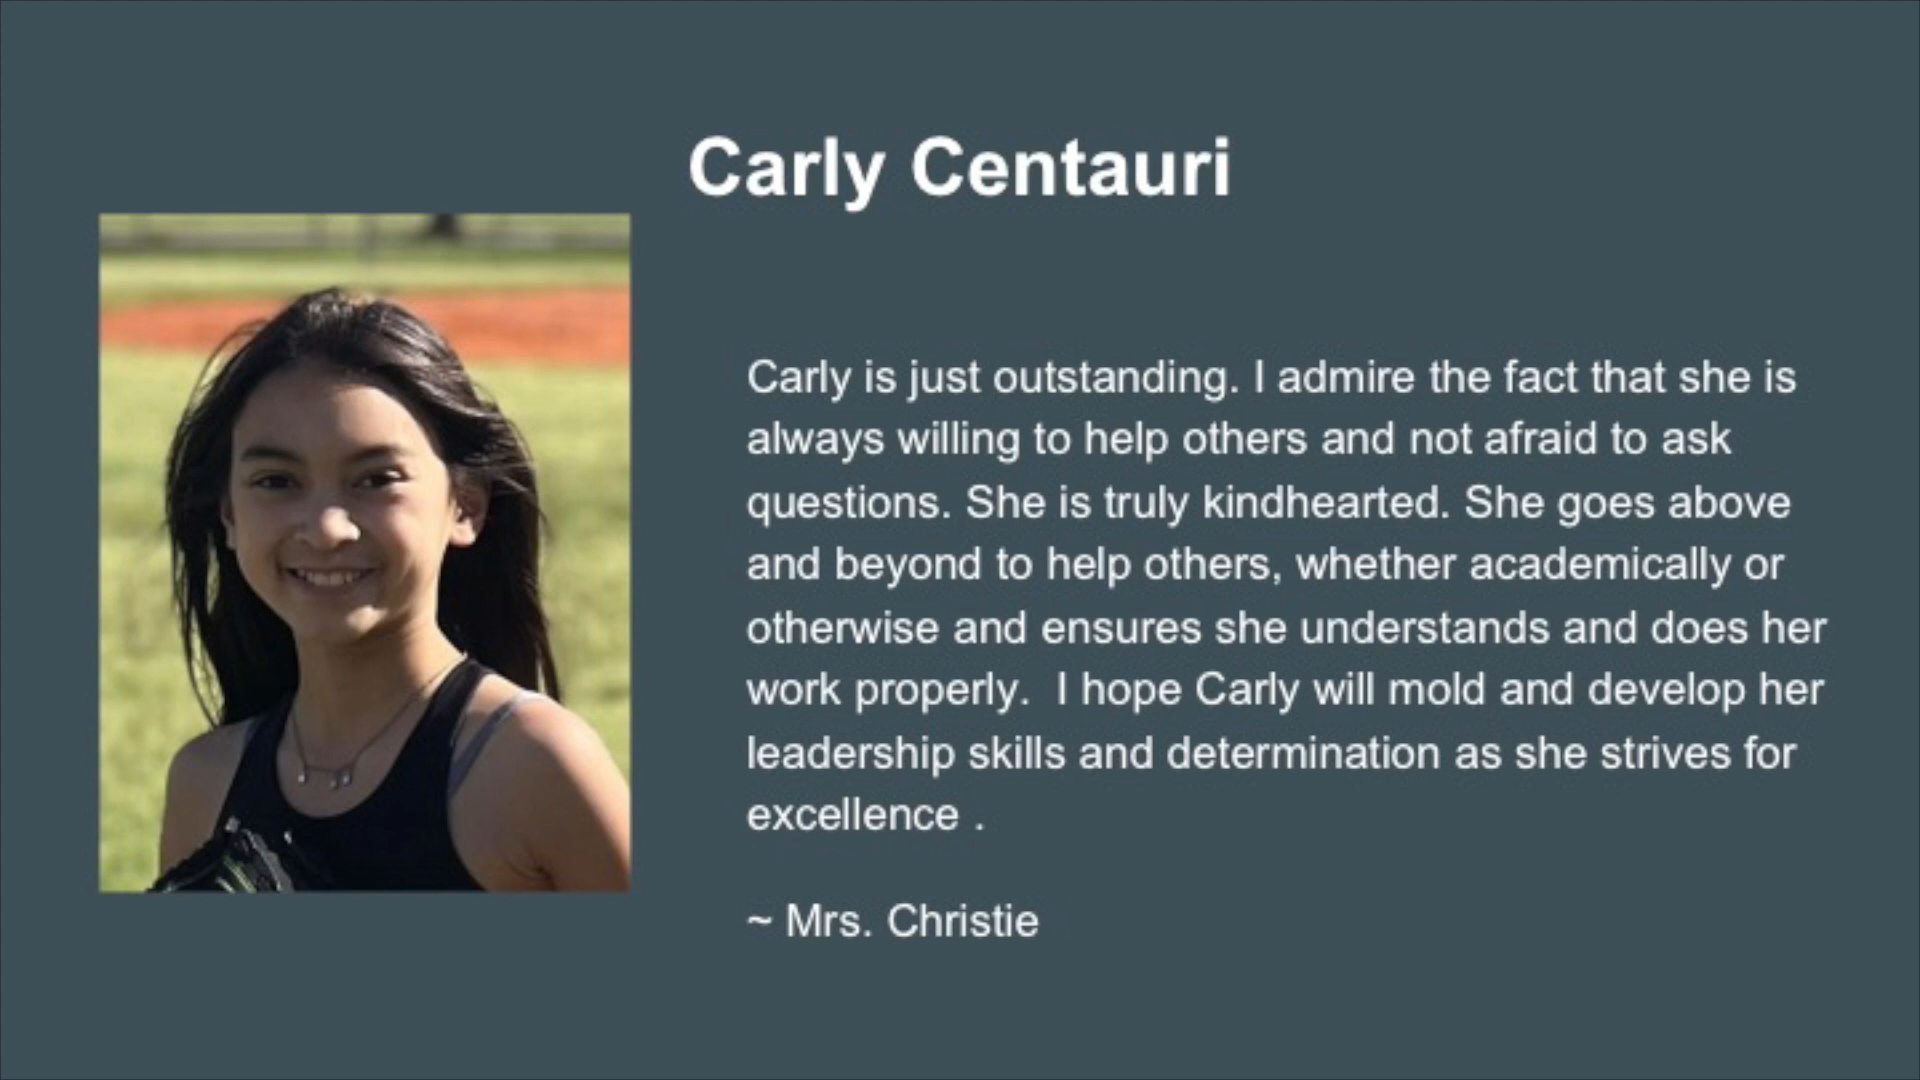 Carly Centauri
Carly is just outstanding. I admire the fact that she is
always willing to help others and not afraid to ask
questions. She is truly kindhearted. She goes above
and beyond to help others, whether academically or
otherwise and ensures she understands and does her
work properly.  I hope Carly will mold and develop her
leadership skills and determination as she strives for
excellence .
~ Mrs. Christie